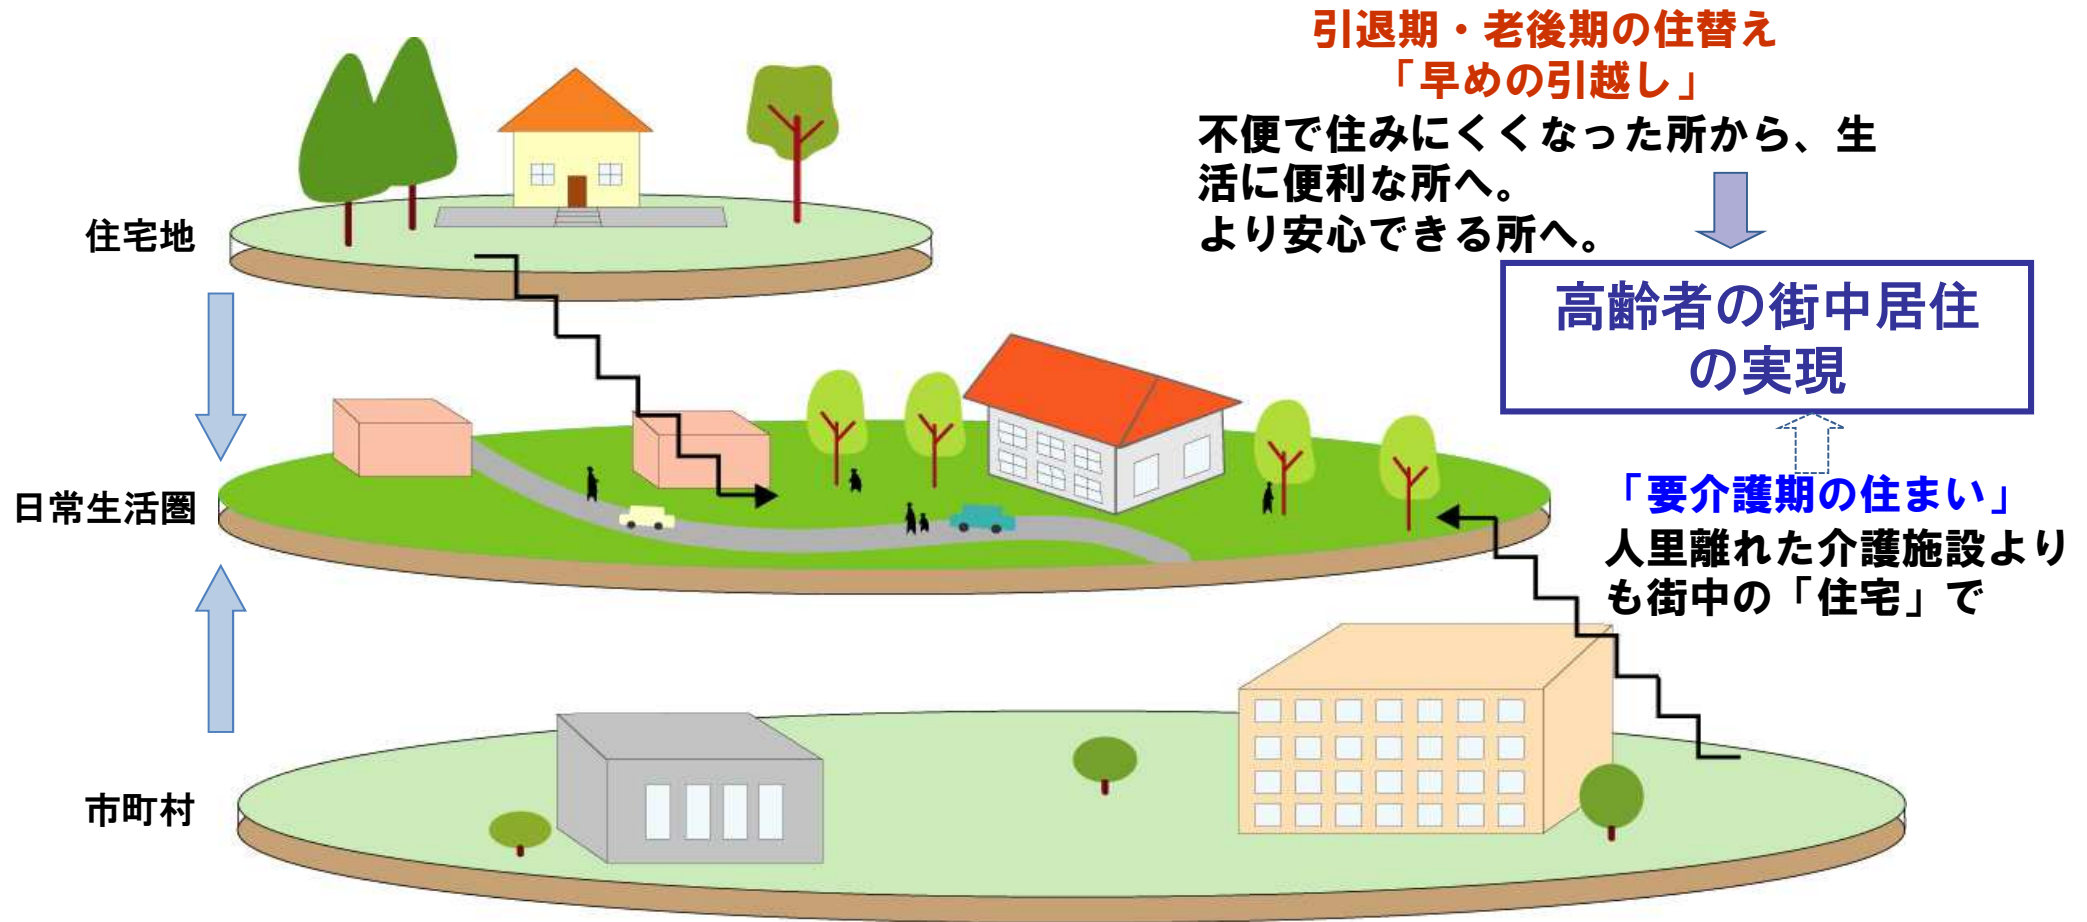 引退期・老後期の住替え
「早めの引越し」
不便で住みにくくなった所から、生
活に便利な所へ。
より安心できる所へ。
住宅地
高齢者の街中居住
の実現
日常生活圏
「要介護期の住まい」
人里離れた介護施設より
も街中の「住宅」で
市町村